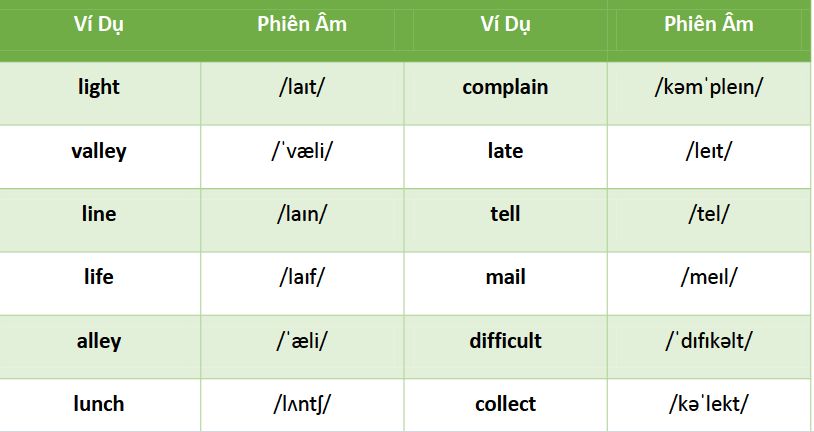 Ví Dụ Phiên Âm Ví Dụ Phiên Âm
light /laɪt/ complain /kəmˈpleɪn/
valley /ˈvæli/ late /leɪt/
line /laɪn/ tell /tel/
life /laɪf/ mail /meɪl/
alley /ˈæli/ difficult /ˈdɪfɪkəlt/
lunch /lʌntʃ/ collect /kəˈlekt/